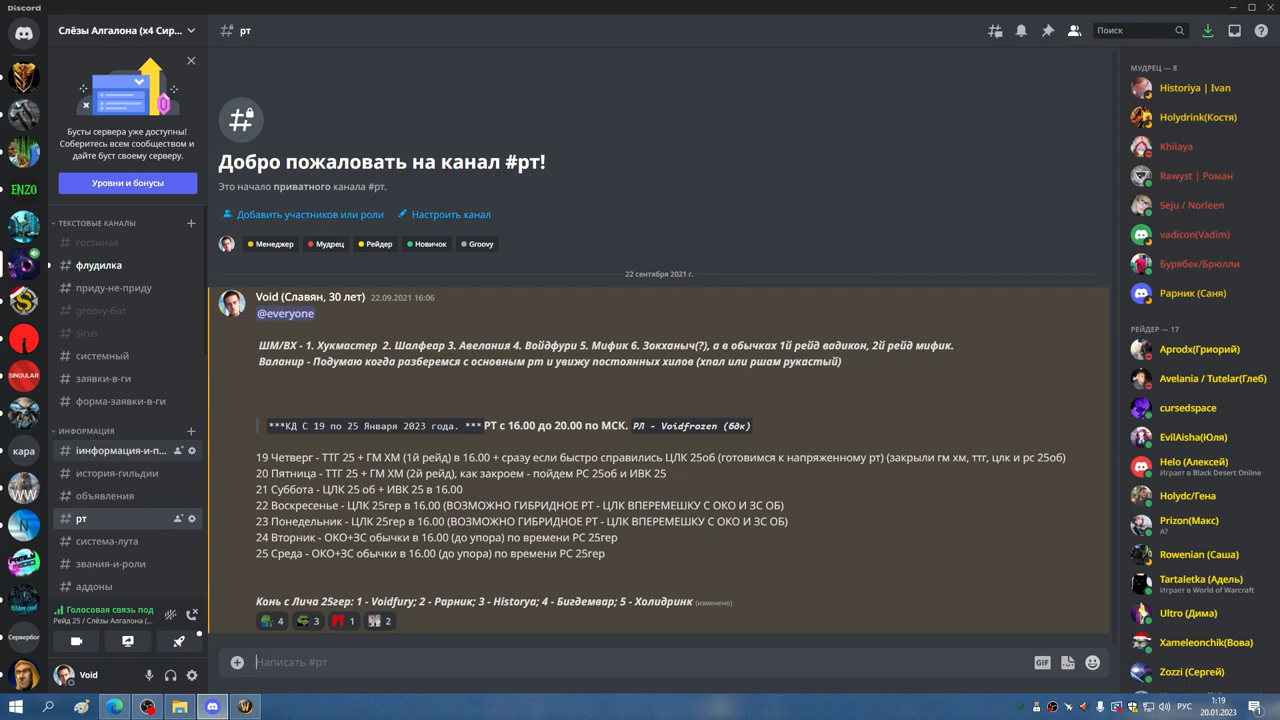 Discord
Слёзы Алгалона (х4 Сир...
Бусты сервера уже доступны!
Соберитесь всем сообществом и
дайте буст своему серверу.
Уровни и бонусы
ТЕКСТОВЫЕ КАНАЛЫ
гостиная
флудилка
приду-не-приду
groovy-бот
sirus
системный
заявки-в-ги
форма-заявки-в-ги
ИНФОРМАЦИЯ
іинформация-и-п...
история-гильдии
объявления
рт
система-лута
звания-и-роли
аддоны
Голосовая связь под
Рейд 25 / Слёзы Алгалона (...
Void
ENZO
SINGULAR
кара
WW
Сервербог
рт
Поиск
Добро пожаловать на канал #рт!
Это начало приватного канала #рт.
Добавить участников или роли
Настроить канал
Менеджер
Мудрец
Рейдер
Новичок
Groovy
22 сентября 2021 г.
Void (Славян, 30 лет) 22.09.2021 16:06
@everyone
ШМ/ВХ - 1. Хукмастер 2. Шалфеар 3. Авелания 4. Войдфури 5. Мифик 6. Зокханыч(?), а в обычках 1й рейд вадикон, 2й рейд мифик.
Валанир - Подумаю когда разберемся с основным рт и увижу постоянных хилов (хпал или ршам рукастый)
***КД С 19 по 25 Января 2023 года. *** РТ с 16.00 до 20.00 по МСК. РЛ - Voidfrozen (бдк)
19 Четверг - ТТГ 25 + ГМ ХМ (1й рейд) в 16.00 + сразу если быстро справились ЦЛК 25об (готовимся к напряженному рт) (закрыли гм хм, ттг, цлк и рс 25об)
20 Пятница - ТТГ 25 + ГМ ХМ (2й рейд), как закроем - пойдем РС 25об и ИВК 25
21 Суббота - ЦЛК 25 об + ИВК 25 в 16.00
22 Воскресенье - ЦЛК 25гер в 16.00 (ВОЗМОЖНО ГИБРИДНОЕ РТ - ЦЛК ВПЕРЕМЕШКУ С ОКО И ЗС ОБ)
23 Понедельник - ЦЛК 25гер в 16.00 (ВОЗМОЖНО ГИБРИДНОЕ РТ - ЦЛК ВПЕРЕМЕШКУ С ОКО И ЗС ОБ)
24 Вторник - ОКО+ЗС обычки в 16.00 (до упора) по времени РС 25гер
25 Среда - ОКО+ЗС обычки в 16.00 (до упора) по времени РС 25гер
Конь с Лича 25гер: 1 - Voidfury; 2 - Рарник; 3 - Historya; 4 - Бигдемвар; 5 - Холидринк (изменено)
4
3
1
2
Написать #рт
GIF
МУДРЕЦ — 8
Historiya | Ivan
Holydrink(Костя)
Khilaya
Rawyst | Роман
Seju / Norleen
vadicon(Vadim)
Бурябек/Брюлли
Рарник (Саня)
РЕЙДЕР — 17
Aprodx(Гриорий)
Avelania / Tutelar(Глеб)
cursedspace
EvilAisha(Юля)
Helo (Алексей)
Играет в Black Desert Online
Holydc/Гена
Prizon(Макс)
A?
Rowenian (Саша)
Tartaletka (Адель)
Играет в World of Warcraft
Ultro (Дима)
Xameleonchik(Вова)
Zozzi (Сергей)
РУС
1:19
20.01.2023